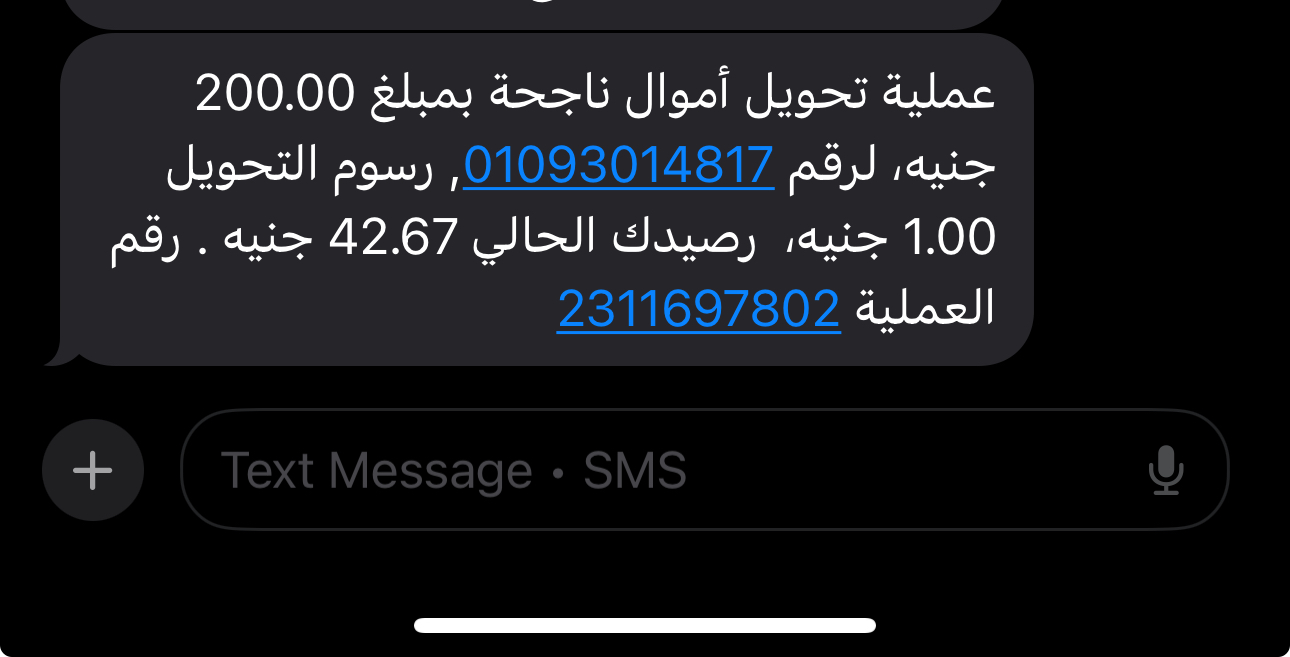 عملية تحويل أموال ناجحة بمبلغ 200.00
جنيه، لرقم 01093014817, رسوم التحويل
1.00 جنيه،  رصيدك الحالي 42.67 جنيه . رقم
العملية 2311697802
Text Message • SMS